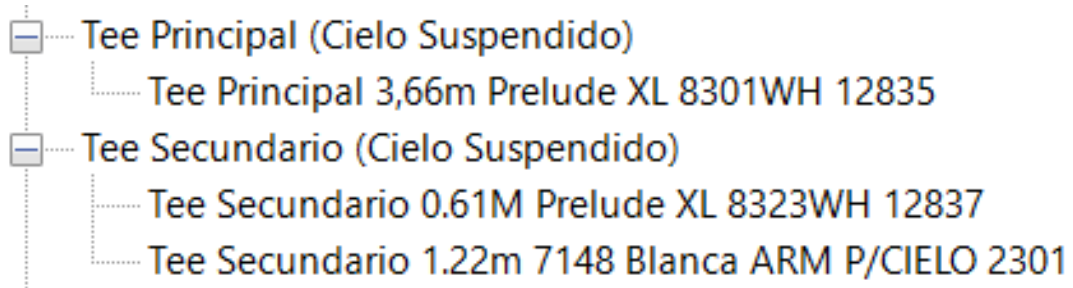 Tee Principal (Cielo Suspendido)
Tee Principal 3,66m Prelude XL 8301WH 12835
Tee Secundario (Cielo Suspendido)
Tee Secundario 0.61M Prelude XL 8323WH 12837
Tee Secundario 1.22m 7148 Blanca ARM P/CIELO 2301